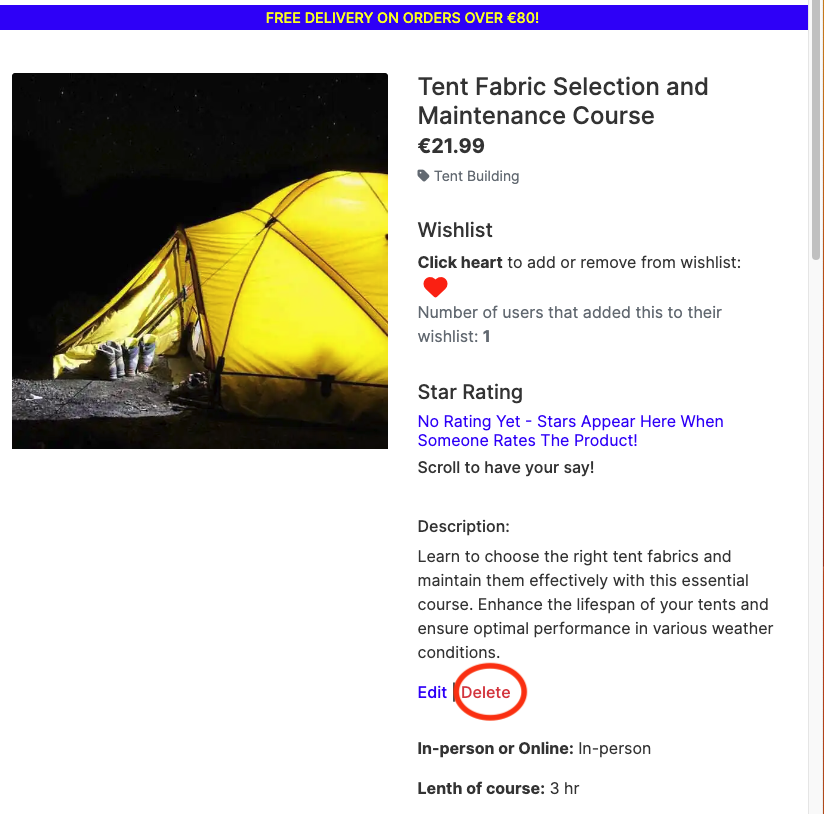 FREE DELIVERY ON ORDERS OVER €80!
Tent Fabric Selection and
Maintenance Course
€21.99
Tent Building
Wishlist
Click heart to add or remove from wishlist:
Number of users that added this to their
wishlist: 1
Star Rating
No Rating Yet - Stars Appear Here When
Someone Rates The Product!
Scroll to have your say!
Description:
Learn to choose the right tent fabrics and
maintain them effectively with this essential
course. Enhance the lifespan of your tents and
ensure optimal performance in various weather
conditions.
Edit | Delete
In-person or Online: In-person
Lenth of course: 3 hr